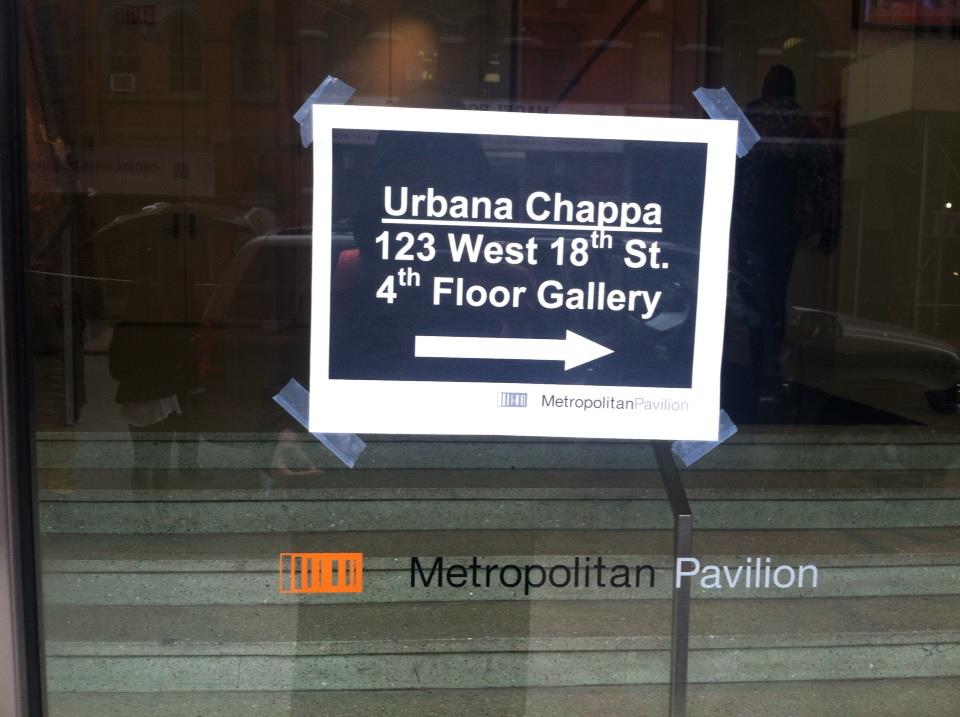 Urbana Chappa
123 West 18th St.
4th Floor Gallery
MetropolitanPavilion
Metropolitan Pavilion